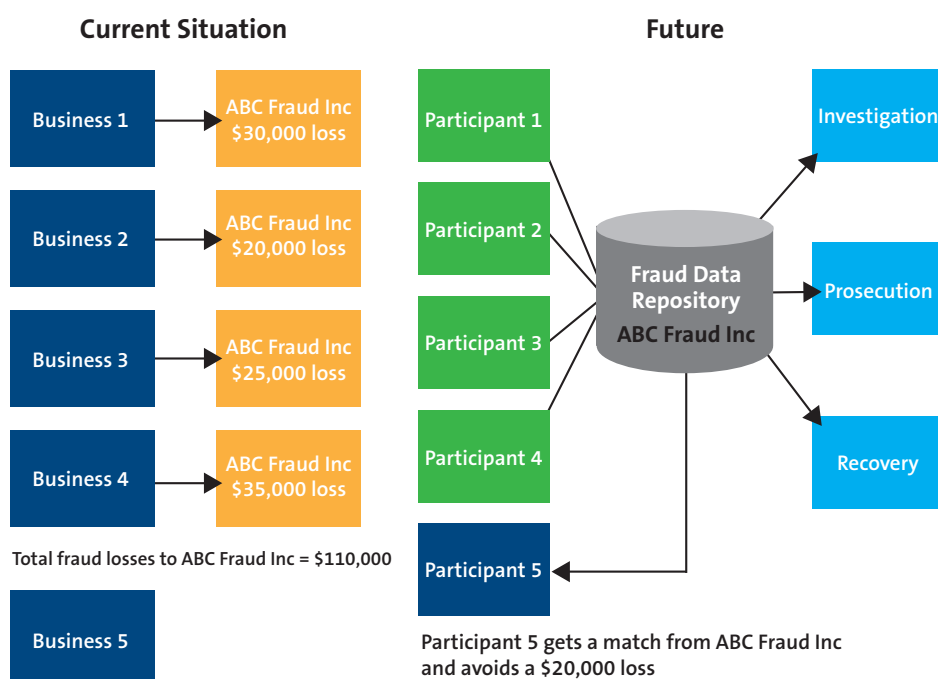 Current Situation
Business 1
ABC Fraud Inc
$30,000 loss
Business 2
ABC Fraud Inc
$20,000 loss
Business 3
ABC Fraud Inc
$25,000 loss
Business 4
ABC Fraud Inc
$35,000 loss
Total fraud losses to ABC Fraud Inc = $110,000
Business 5
Future
Participant 1
Participant 2
Participant 3
Participant 4
Participant 5
Fraud Data
Repository
ABC Fraud Inc
Investigation
Prosecution
Recovery
Participant 5 gets a match from ABC Fraud Inc
and avoids a $20,000 loss